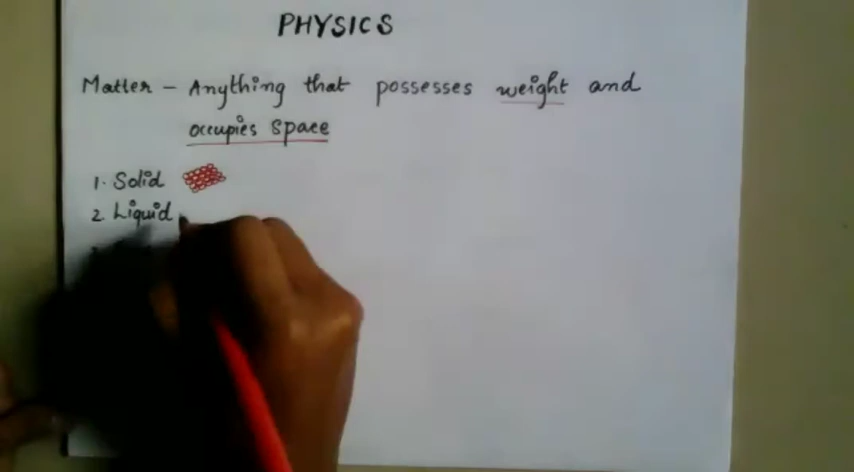 PHYSICS
Matter - Anything that possesses weight and
occupies space
1. Solid
2. Liquid